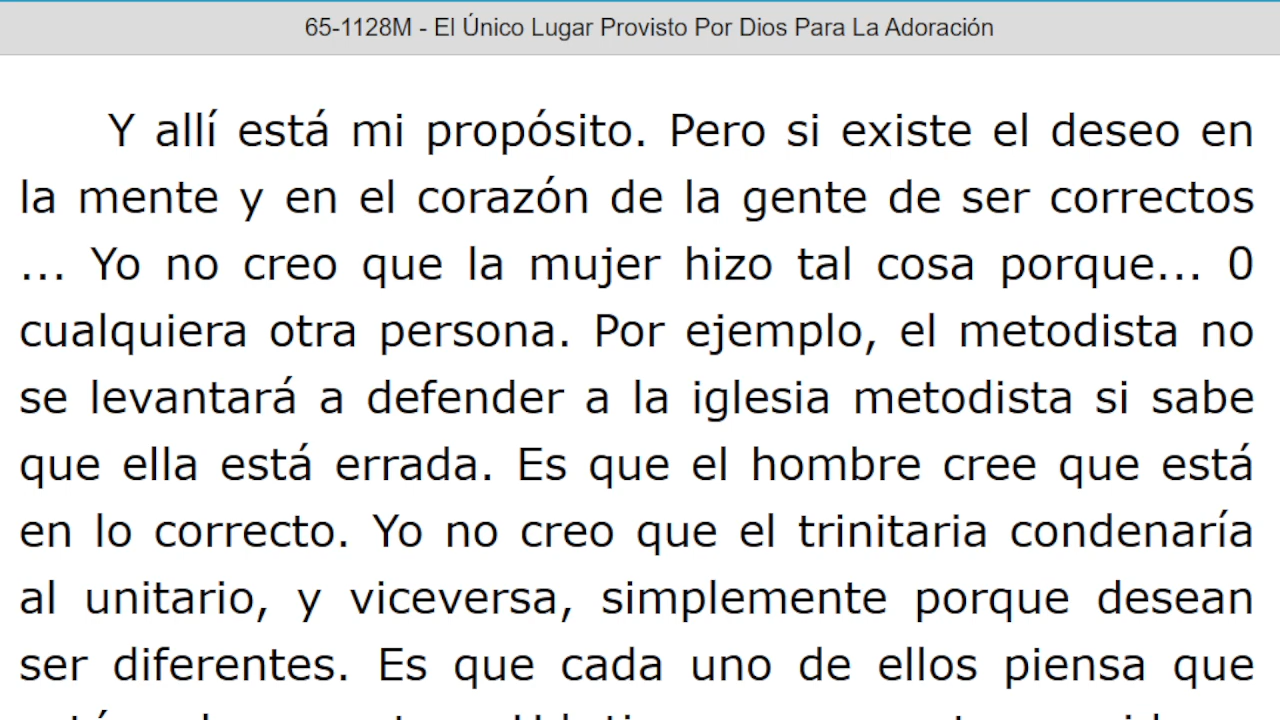 65-1128M - El Único Lugar Provisto Por Dios Para La Adoración
Y allí está mi propósito. Pero si existe el deseo en
la mente y en el corazón de la gente de ser correctos
... Yo no creo que la mujer hizo tal cosa porque... 0
cualquiera otra persona. Por ejemplo, el metodista no
se levantará a defender a la iglesia metodista si sabe
que ella está errada. Es que el hombre cree que está
en lo correcto. Yo no creo que el trinitaria condenaría
al unitario, y viceversa, simplemente porque desean
ser diferentes. Es que cada uno de ellos piensa que